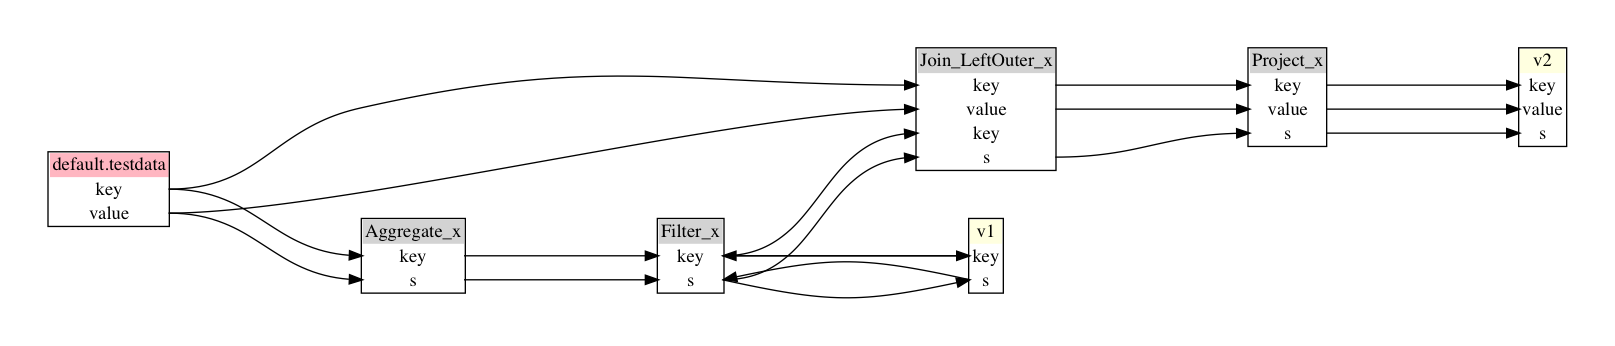 default.testdata
key
value
Aggregate_x
key
s
Filter_x
key
s
Join_LeftOuter_x
key
value
key
s
v1
key
s
Project_x
key
value
s
v2
key
value
s